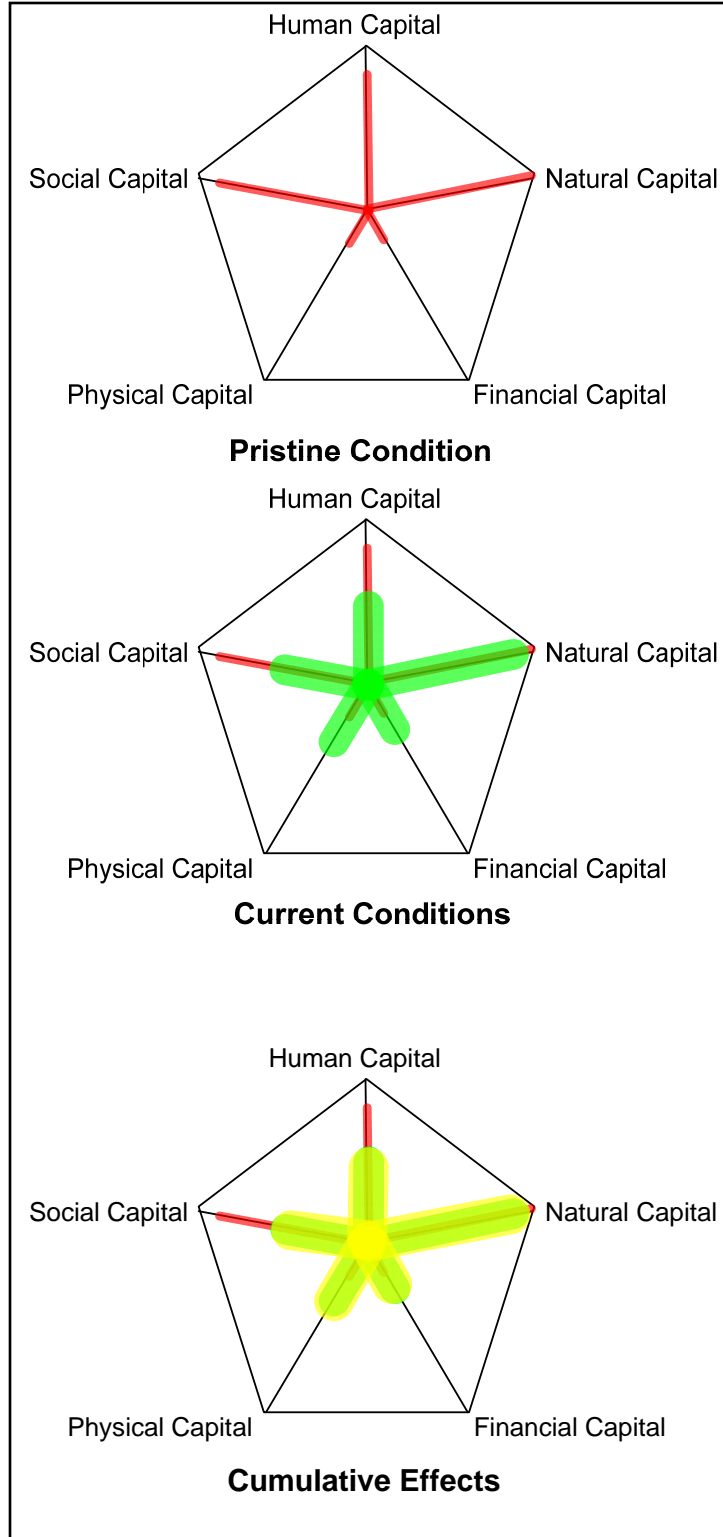 Human Capital
Social Capital
Natural Capital
Physical Capital
Financial Capital
Pristine Condition
Human Capital
Social Capital
Natural Capital
Physical Capital
Financial Capital
Current Conditions
Human Capital
Social Capital
Natural Capital
Physical Capital
Financial Capital
Cumulative Effects